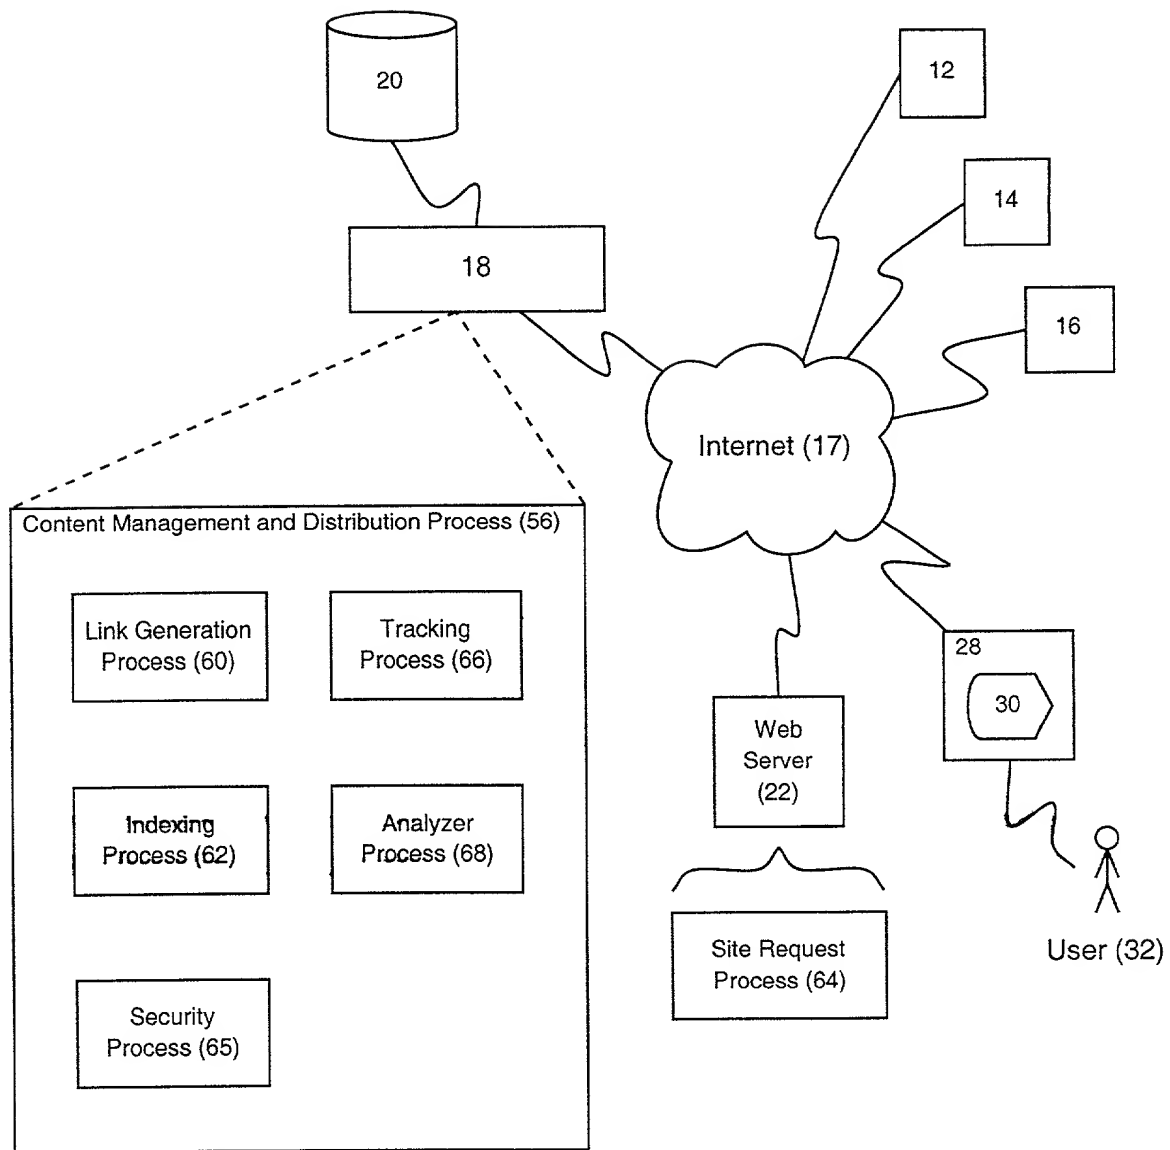 20
12
14
18
16
Internet (17)
Content Management and Distribution Process (56)
Link Generation
Process (60)
Tracking
Process (66)
28
30
Web
Server
(22)
Indexing
Process (62)
Analyzer
Process (68)
Site Request
Process (64)
User (32)
Security
Process (65)